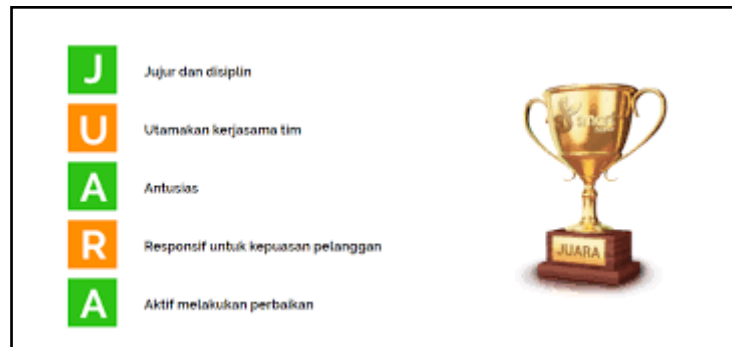 J Jujur dan disiplin
U Utamakan kerjasama tim
A Antusias
R Responsif untuk kepuasan pelanggan
A Aktif melakukan perbaikan
JUARA